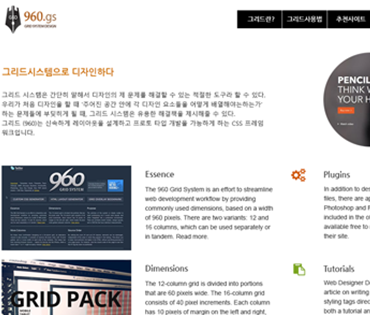 960.gs
GRID SYSTEM DESIGN
그리드란?
그리드사용법
추천사이트
그리드시스템으로 디자인하다
그리드 시스템은 간단히 말해서 디자인의 제 문제를 해결할 수 있는 적절한 도구라 할 수 있다.
우리가 처음 디자인을 할 때 '주어진 공간 안에 각 디자인 요소들을 어떻게 배열해야하는가'
하는 문제들에 부딪히게 될 때, 그리드 시스템은 유용한 해결책을 제시해줄 수 있다.
그리드 (960)는 신속하게 레이아웃을 설계하고 프로토 타입 개발을 가능하게 하는 CSS 프레임
워크입니다.
PENCIL
THINK W
YOUR H
960
GRID SYSTEM
Essence
The 960 Grid System is an effort to streamline
web development workflow by providing
commonly used dimensions, based on a width
of 960 pixels. There are two variants: 12 and
16 columns, which can be used separately or
in tandem. Read more.
Plugins
In addition to des
files, there are ap
Photoshop and F
included in the o
available free to
their site.
GRID PACK
Dimensions
The 12-column grid is divided into portions
that are 60 pixels wide. The 16-column grid
consists of 40 pixel increments. Each column
has 10 pixels of margin on the left and right,
Tutorials
Web Designer D
article on writing
styling tags direc
both a tutorial an